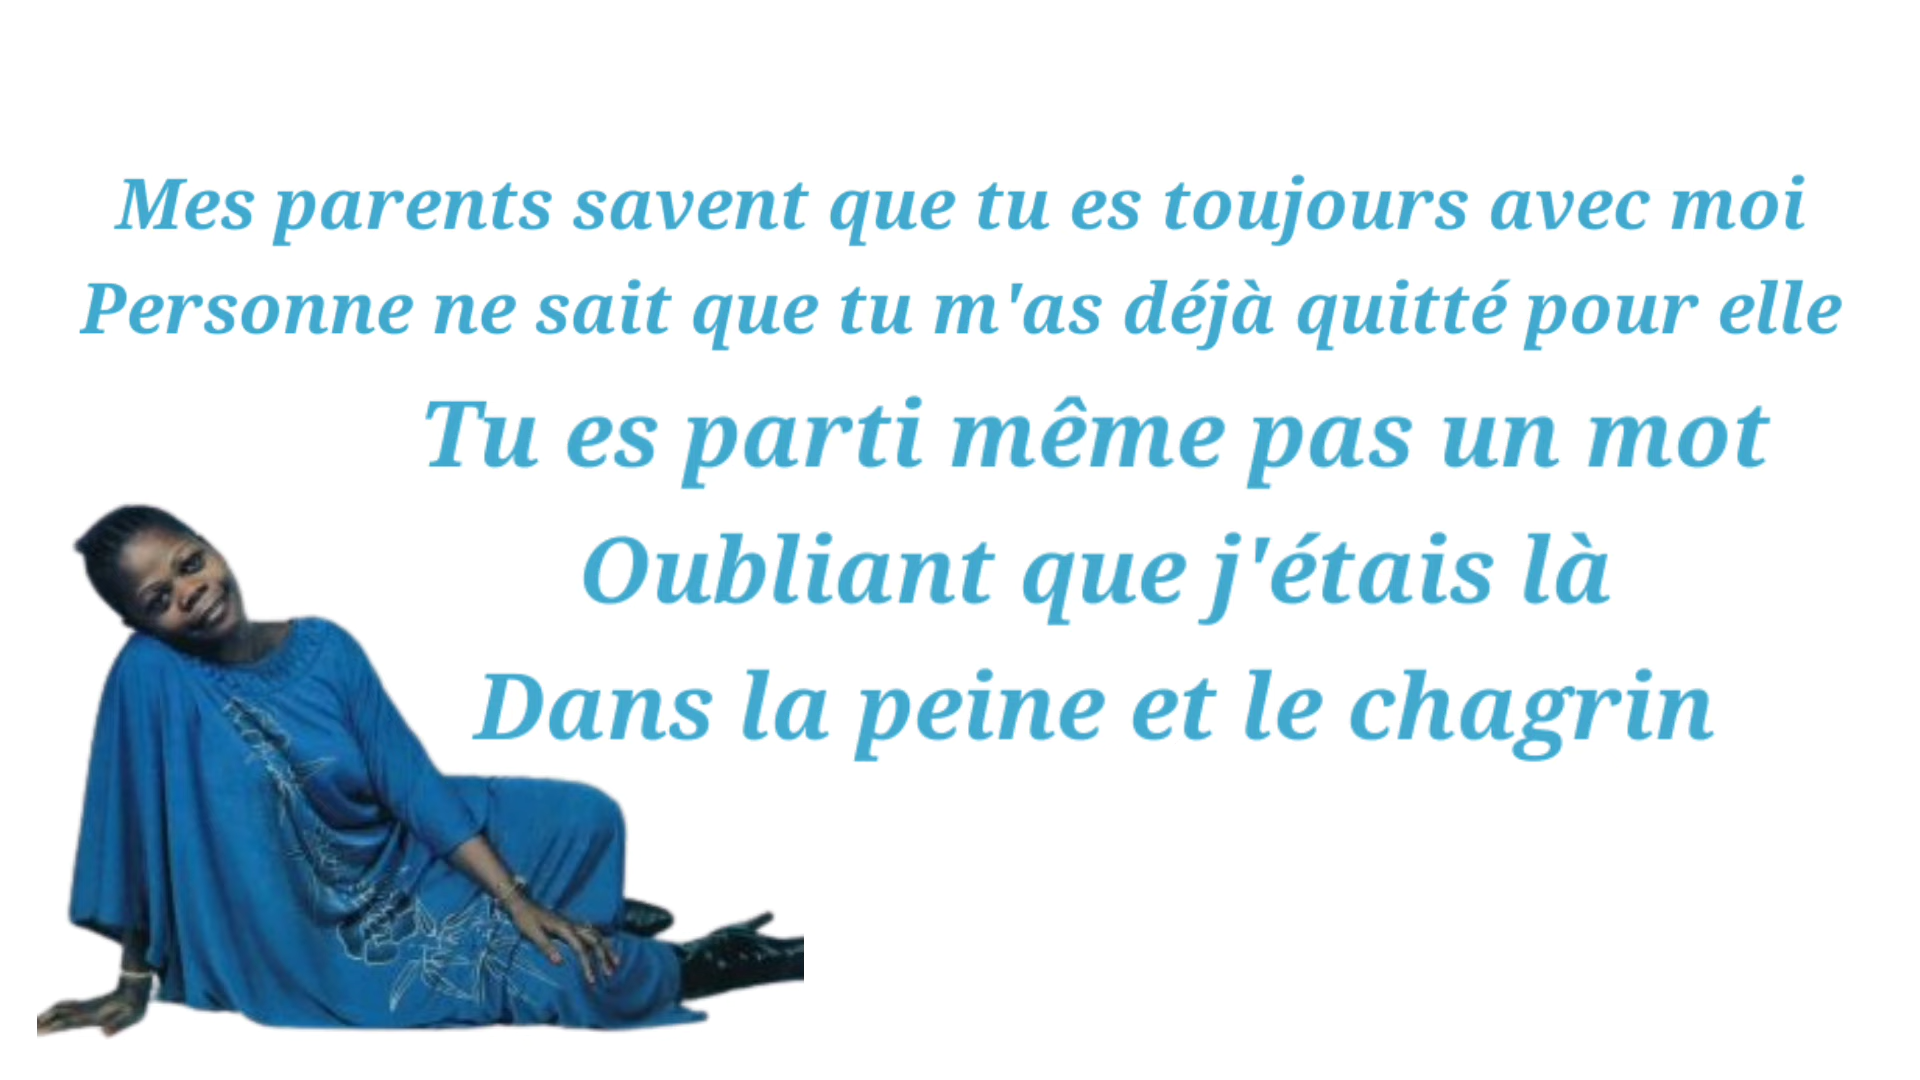 Mes parents savent que tu es toujours avec moi
Personne ne sait que tu m'as déjà quitté pour elle
Tu es parti même pas un mot
Oubliant que j'étais là
Dans la peine et le chagrin